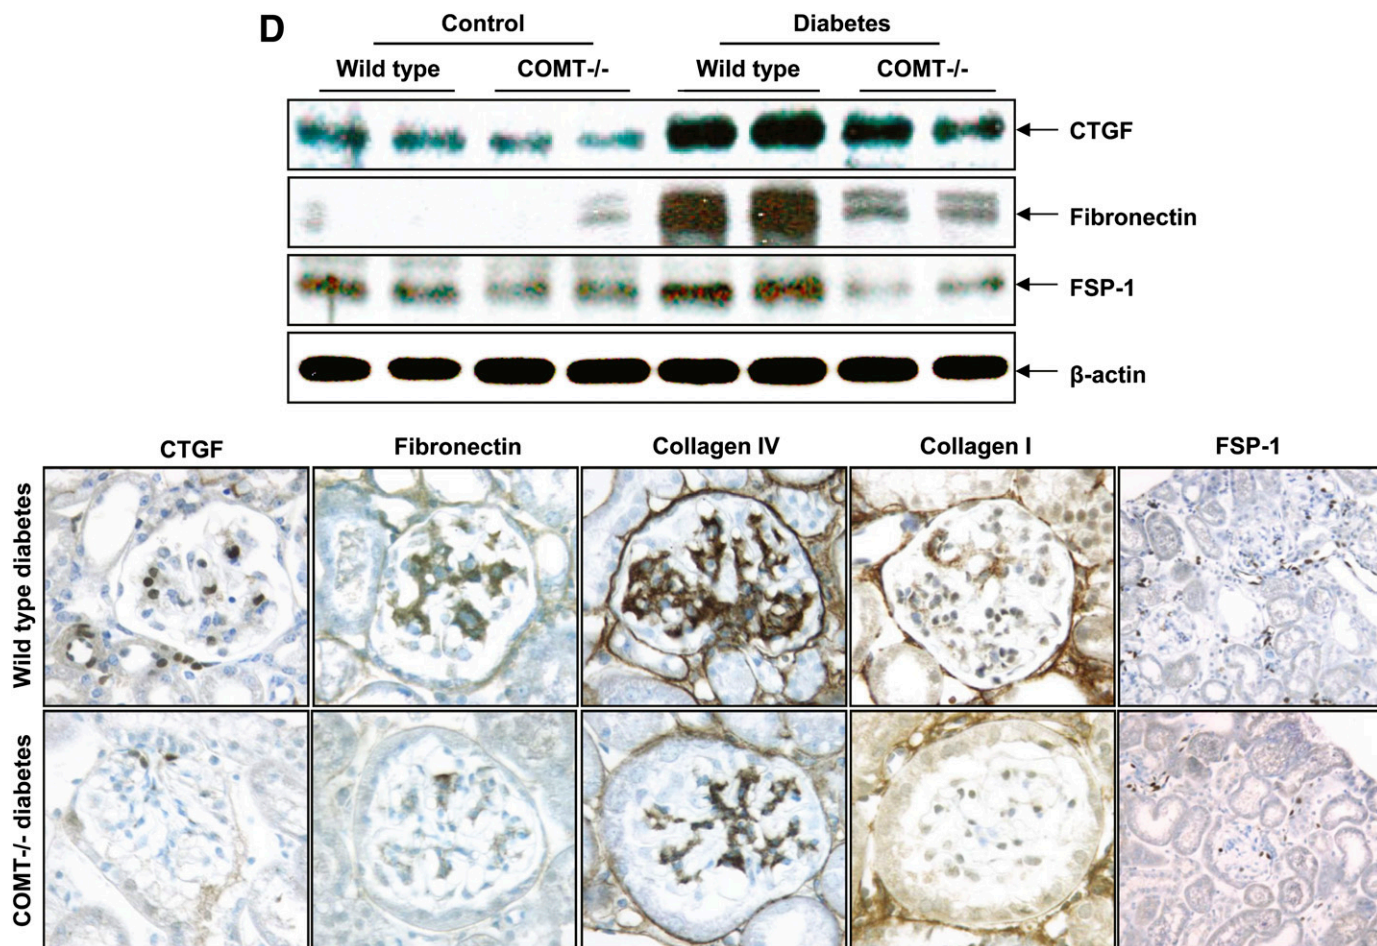 D
Control Diabetes
Wild type COMT-/- Wild type COMT-/-
CTGF
Fibronectin
FSP-1
β-actin
CTGF Fibronectin Collagen IV Collagen I FSP-1
Wild type diabetes
COMT-/- diabetes